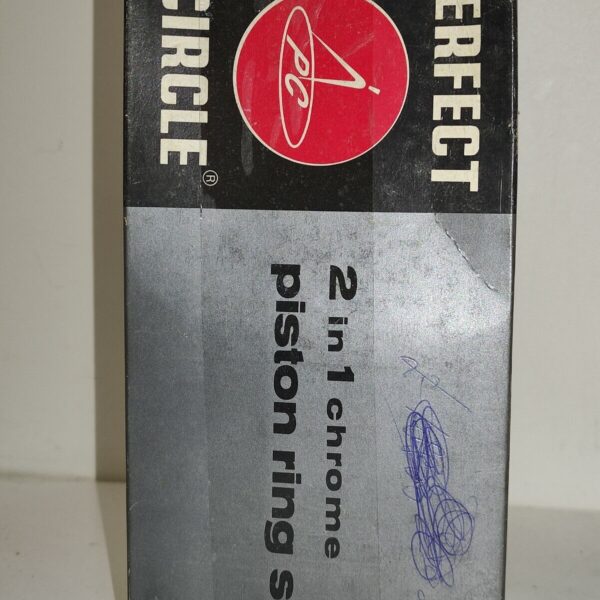 ERFECT
PC
CIRCLE®
2 in 1 chrome
piston ring s